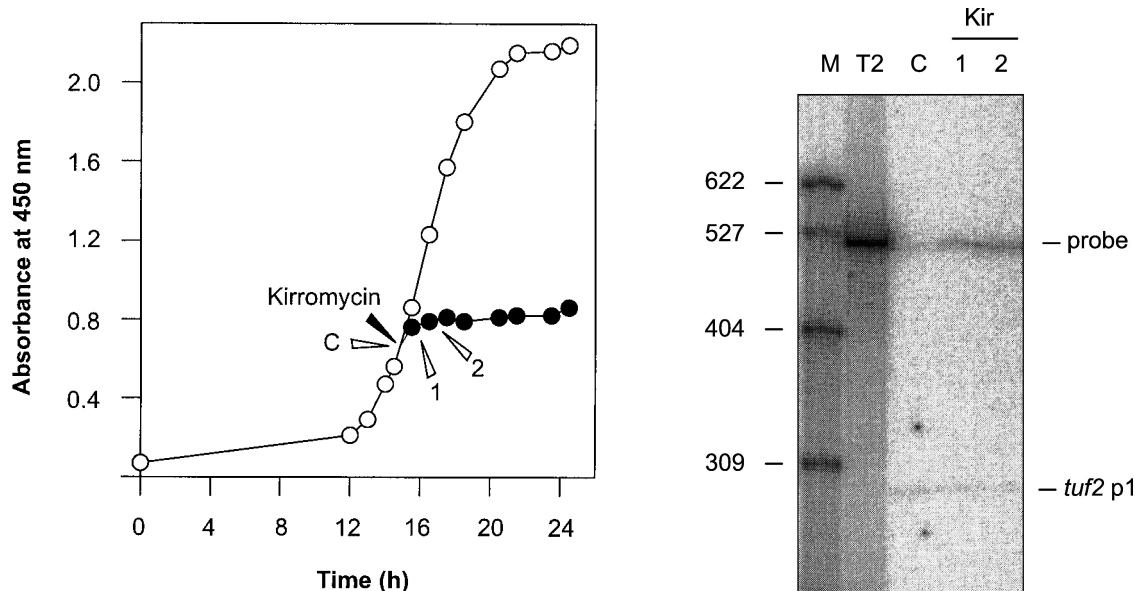 Absorbance at 450 nm
2.0
1.6
1.2
0.8
0.4
Kirromycin
C
1
2
0 4 8 12 16 20 24
Time (h)
Kir
M T2 C 1 2
622
527
404
309
probe
tuf2 p1